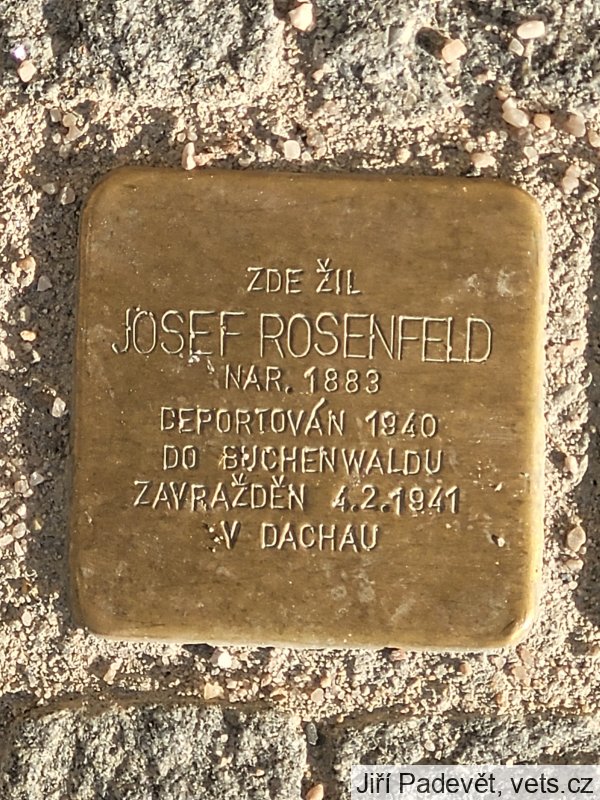 ZDE ŽIL
JOSEF ROSENFELD
NAR. 1883
DEPORTOVÁN 1940
DO BUCHENWALDU
ZAVRAŽDĚN 4.2.1941
V DACHAU
Jiří Padevět, vets.cz